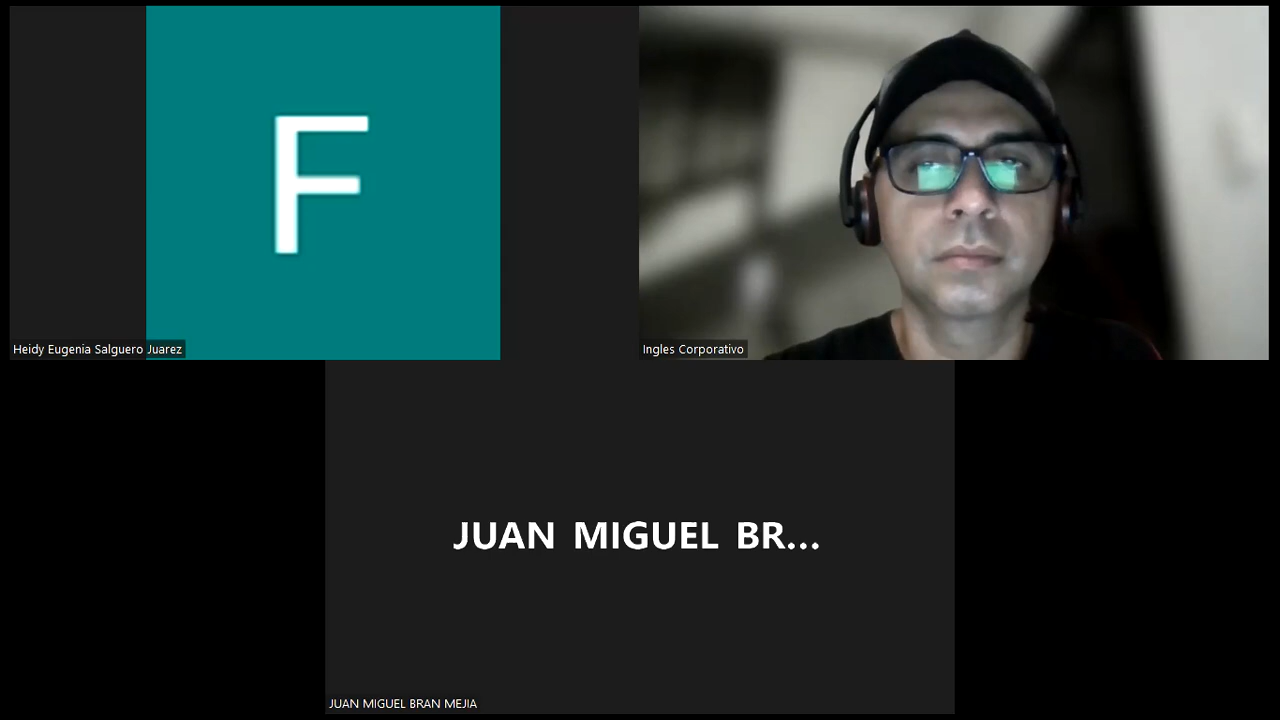 F
Heidy Eugenia Salguero Juarez
Ingles Corporativo
JUAN MIGUEL BR...
JUAN MIGUEL BRAN MEJIA